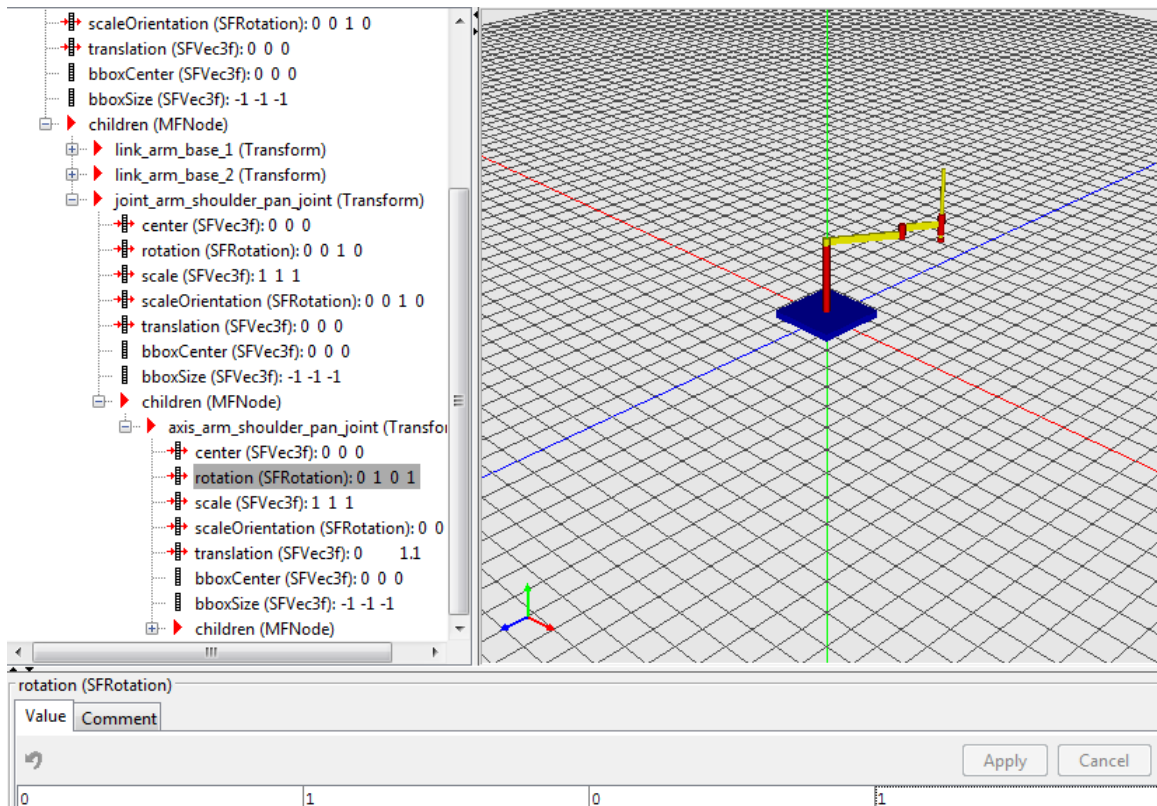 scaleOrientation (SFRotation): 0 0 1 0
translation (SFVec3f): 0 0 0
bboxCenter (SFVec3f): 0 0 0
bboxSize (SFVec3f): -1 -1 -1
children (MFNode)
link_arm_base_1 (Transform)
link_arm_base_2 (Transform)
joint_arm_shoulder_pan_joint (Transform)
center (SFVec3f): 0 0 0
rotation (SFRotation): 0 0 1 0
scale (SFVec3f): 1 1 1
scaleOrientation (SFRotation): 0 0 1 0
translation (SFVec3f): 0 0 0
bboxCenter (SFVec3f): 0 0 0
bboxSize (SFVec3f): -1 -1 -1
children (MFNode)
axis_arm_shoulder_pan_joint (Transfor
center (SFVec3f): 0 0 0
rotation (SFRotation): 0 1 0 1
scale (SFVec3f): 1 1 1
scaleOrientation (SFRotation): 0 0
translation (SFVec3f): 0 1.1
bboxCenter (SFVec3f): 0 0 0
bboxSize (SFVec3f): -1 -1 -1
children (MFNode)
rotation (SFRotation)
Value Comment
Apply Cancel
0 1 0 1